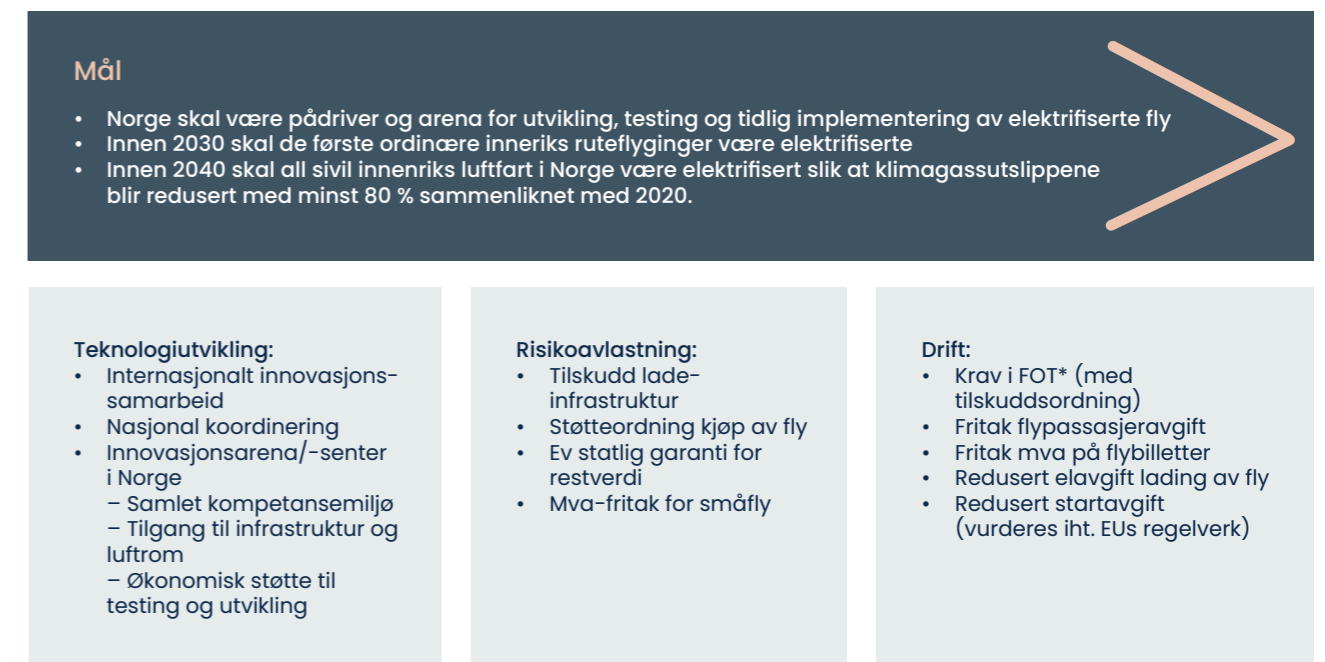 Mål
• Norge skal være pådriver og arena for utvikling, testing og tidlig implementering av elektrifiserte fly
• Innen 2030 skal de første ordinære inneriks ruteflyginger være elektrifiserte
• Innen 2040 skal all sivil innenriks luftfart i Norge være elektrifisert slik at klimagassutslippene
blir redusert med minst 80 % sammenliknet med 2020.
Teknologiutvikling:
• Internasjonalt innovasjons-
samarbeid
• Nasjonal koordinering
• Innovasjonsarena/-senter
i Norge
– Samlet kompetansemiljø
– Tilgang til infrastruktur og
luftrom
– Økonomisk støtte til
testing og utvikling
Risikoavlastning:
• Tilskudd lade-
infrastruktur
• Støtteordning kjøp av fly
• Ev statlig garanti for
restverdi
• Mva-fritak for småfly
Drift:
• Krav i FOT* (med
tilskuddsordning)
• Fritak flypassasjeravgift
• Fritak mva på flybilletter
• Redusert elavgift lading av fly
• Redusert startavgift
(vurderes iht. EUs regelverk)